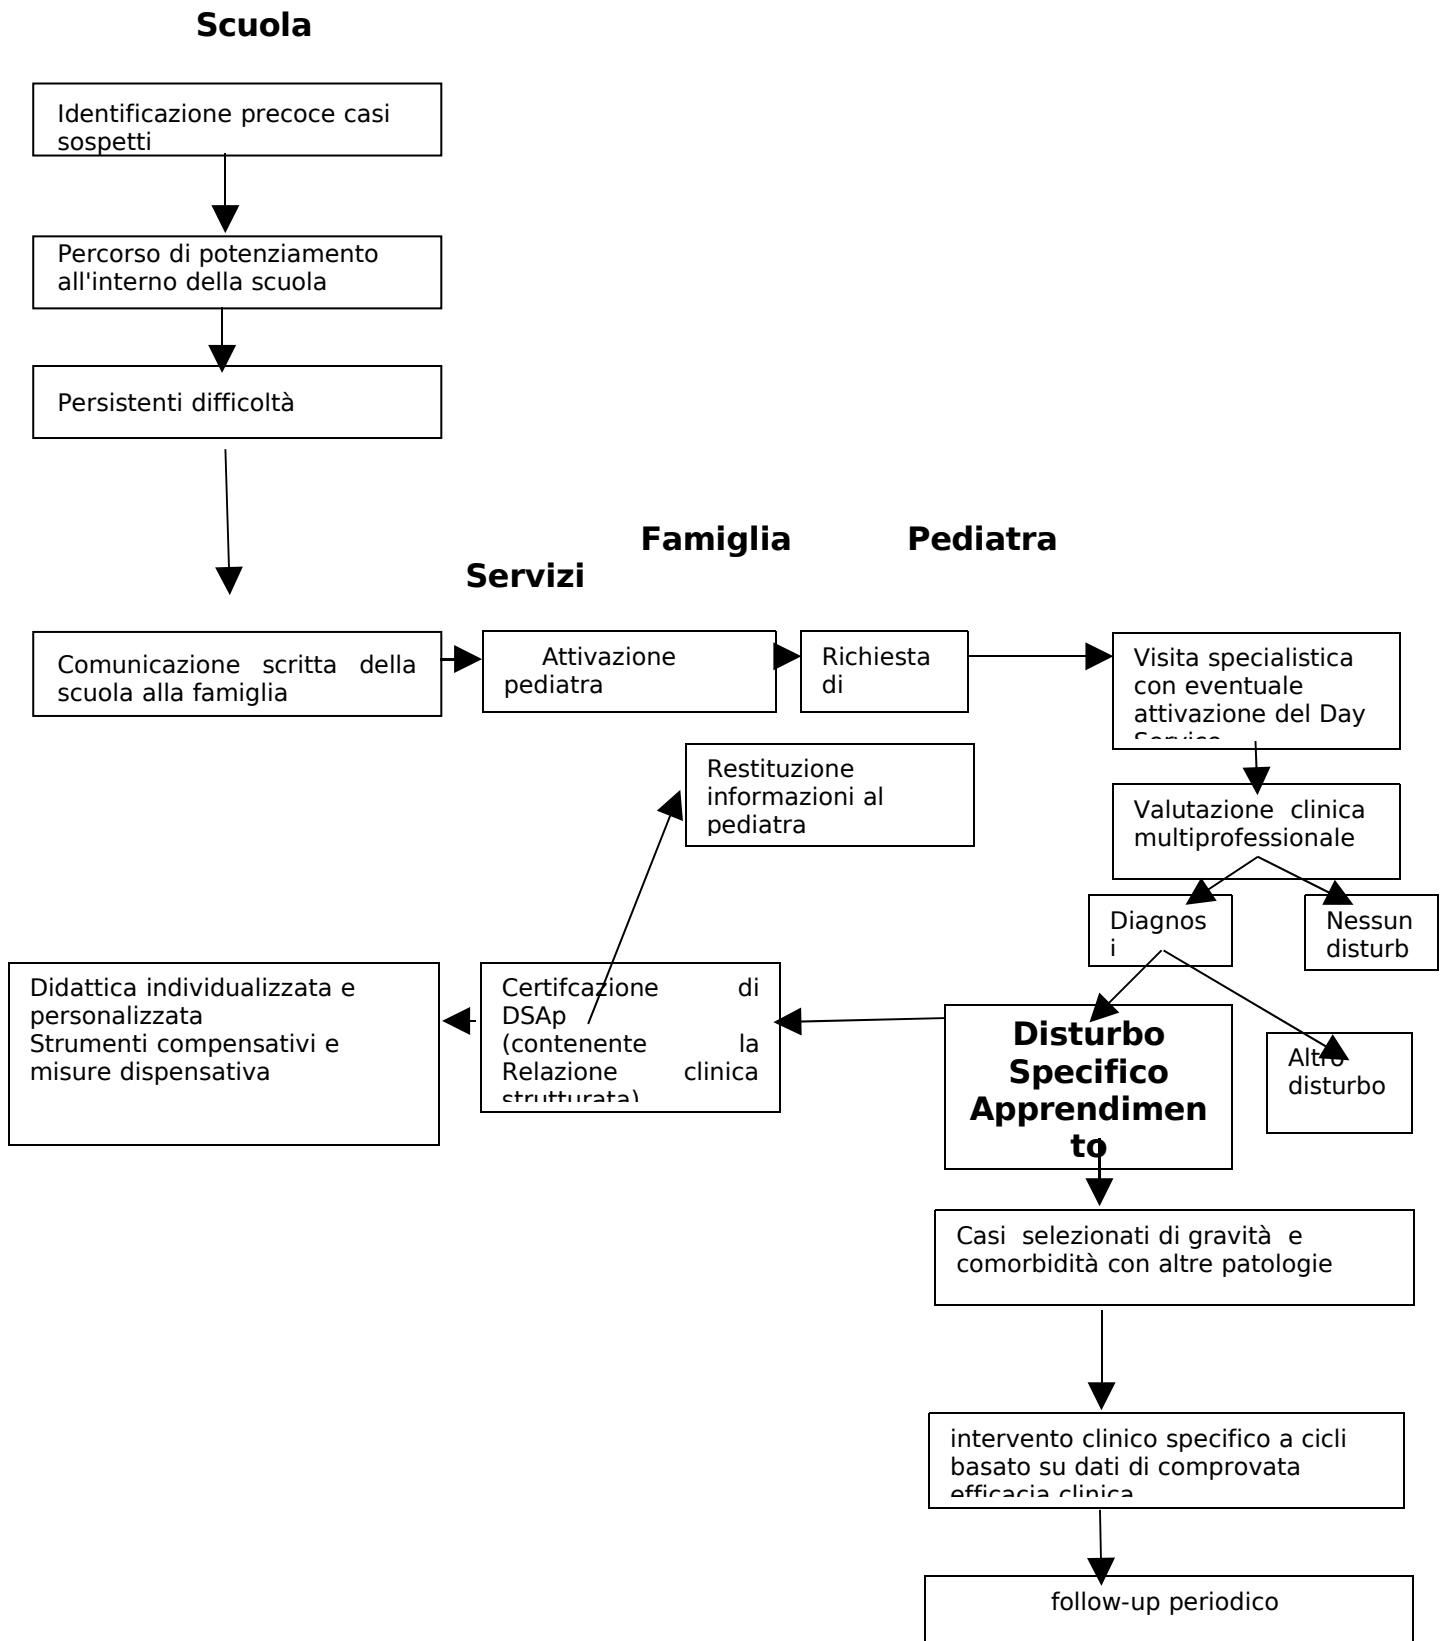 Scuola
Identificazione precoce casi
sospetti
Percorso di potenziamento
all'interno della scuola
Persistenti difficoltà
Famiglia Pediatra
Servizi
Comunicazione scritta della
scuola alla famiglia
Attivazione
pediatra
Richiesta
di
Visita specialistica
con eventuale
attivazione del Day
Service
Restituzione
informazioni al
pediatra
Valutazione clinica
multiprofessionale
Diagnos
i
Nessun
disturb
Didattica individualizzata e
personalizzata
Strumenti compensativi e
misure dispensativa
Certifcazione di
DSAp
(contenente la
Relazione clinica
strutturata)
Disturbo
Specifico
Apprendimen
to
Altro
disturbo
Casi selezionati di gravità e
comorbidità con altre patologie
intervento clinico specifico a cicli
basato su dati di comprovata
efficacia clinica
follow-up periodico